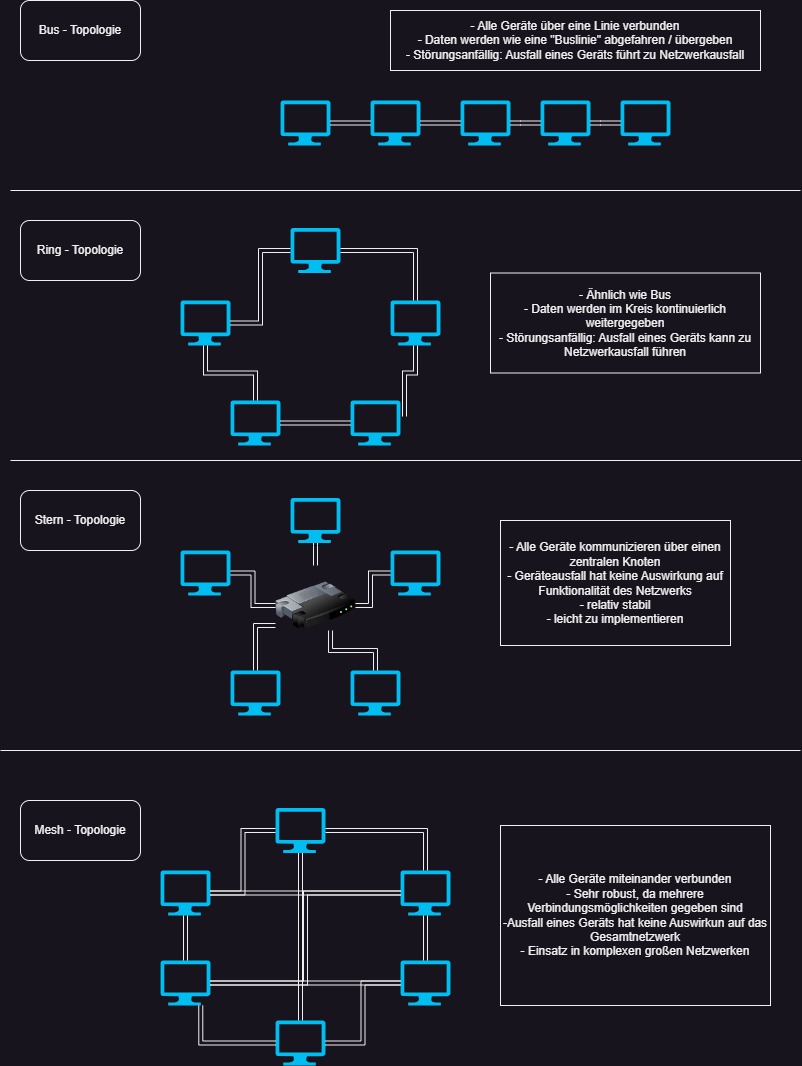 Bus - Topologie
- Alle Geräte über eine Linie verbunden
- Daten werden wie eine "Buslinie" abgefahren / übergeben
- Störungsanfällig: Ausfall eines Geräts führt zu Netzwerkausfall
Ring - Topologie
- Ähnlich wie Bus
- Daten werden im Kreis kontinuierlich
weitergegeben
- Störungsanfällig: Ausfall eines Geräts kann zu
Netzwerkausfall führen
Stern - Topologie
- Alle Geräte kommunizieren über einen
zentralen Knoten
- Geräteausfall hat keine Auswirkung auf
Funktionalität des Netzwerks
- relativ stabil
- leicht zu implementieren
Mesh - Topologie
- Alle Geräte miteinander verbunden
- Sehr robust, da mehrere
Verbindungsmöglichkeiten gegeben sind
-Ausfall eines Geräts hat keine Auswirkun auf das
Gesamtnetzwerk
- Einsatz in komplexen großen Netzwerken